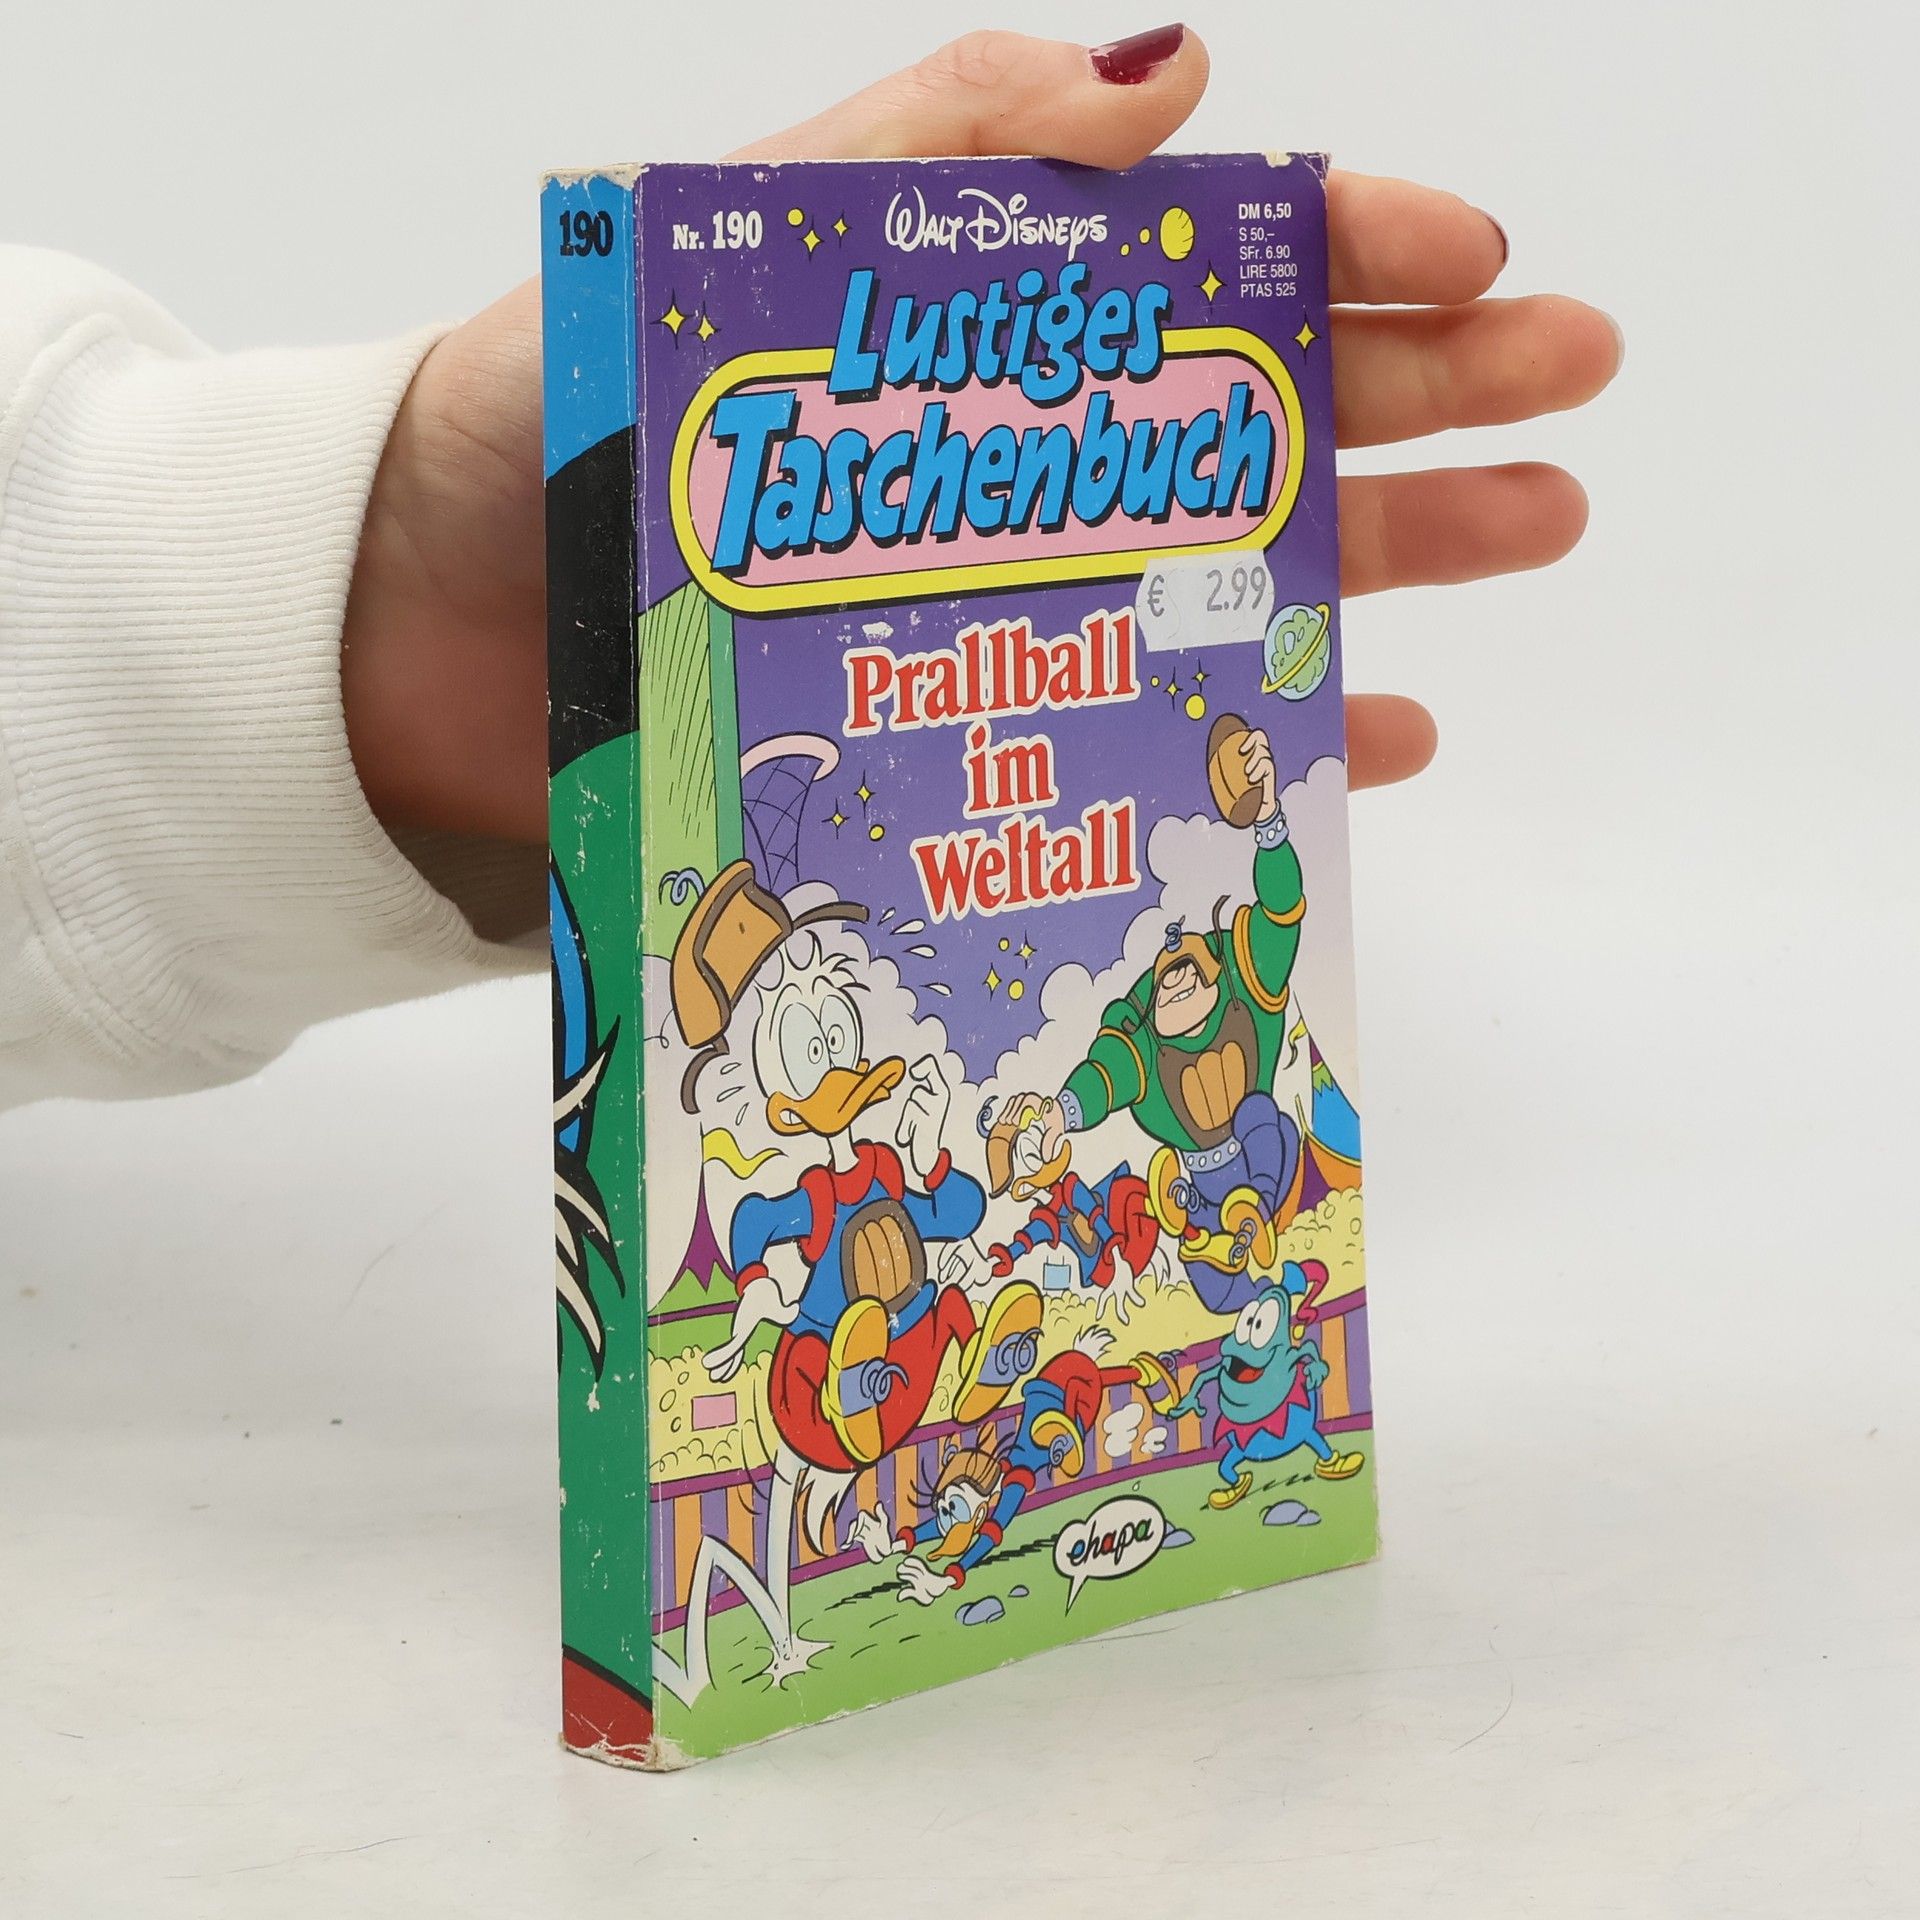 190
Nr. 190
WALT DISNEYS
DM 6,50
S 50,–
SFr. 6.90
LIRE 5800
PTAS 525
Lustiges
Taschenbuch
€ 2.99
Prallball
im
Weltall
ehapa